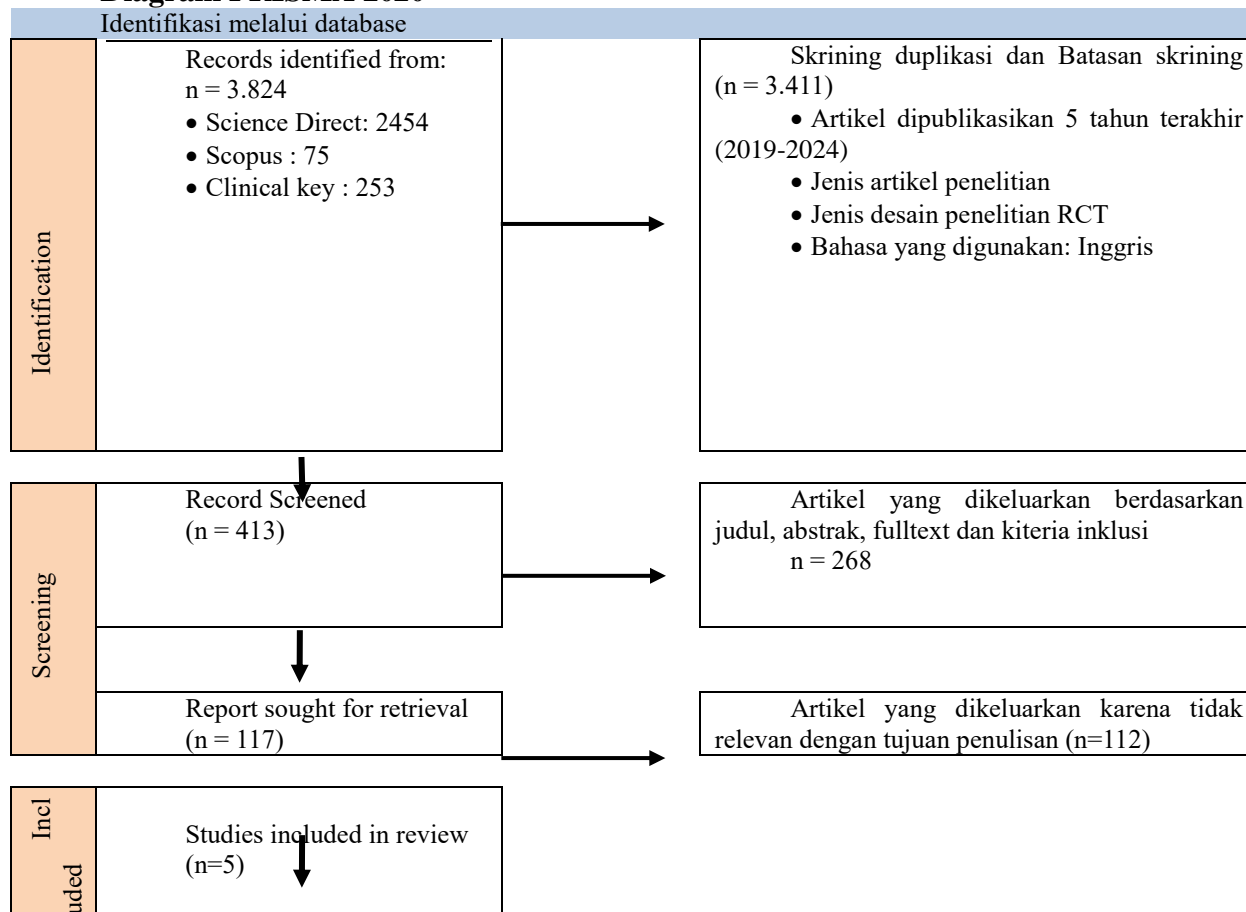 Diagram PRISMA 2020
Identifikasi melalui database
Identification
Records identified from:
n = 3.824
• Science Direct: 2454
• Scopus : 75
• Clinical key : 253
Skrining duplikasi dan Batasan skrining
(n = 3.411)
• Artikel dipublikasikan 5 tahun terakhir
(2019-2024)
• Jenis artikel penelitian
• Jenis desain penelitian RCT
• Bahasa yang digunakan: Inggris
Screening
Record Screened
(n = 413)
Artikel yang dikeluarkan berdasarkan
judul, abstrak, fulltext dan kiteria inklusi
n = 268
Report sought for retrieval
(n = 117)
Artikel yang dikeluarkan karena tidak
relevan dengan tujuan penulisan (n=112)
Incl
uded
Studies included in review
(n=5)